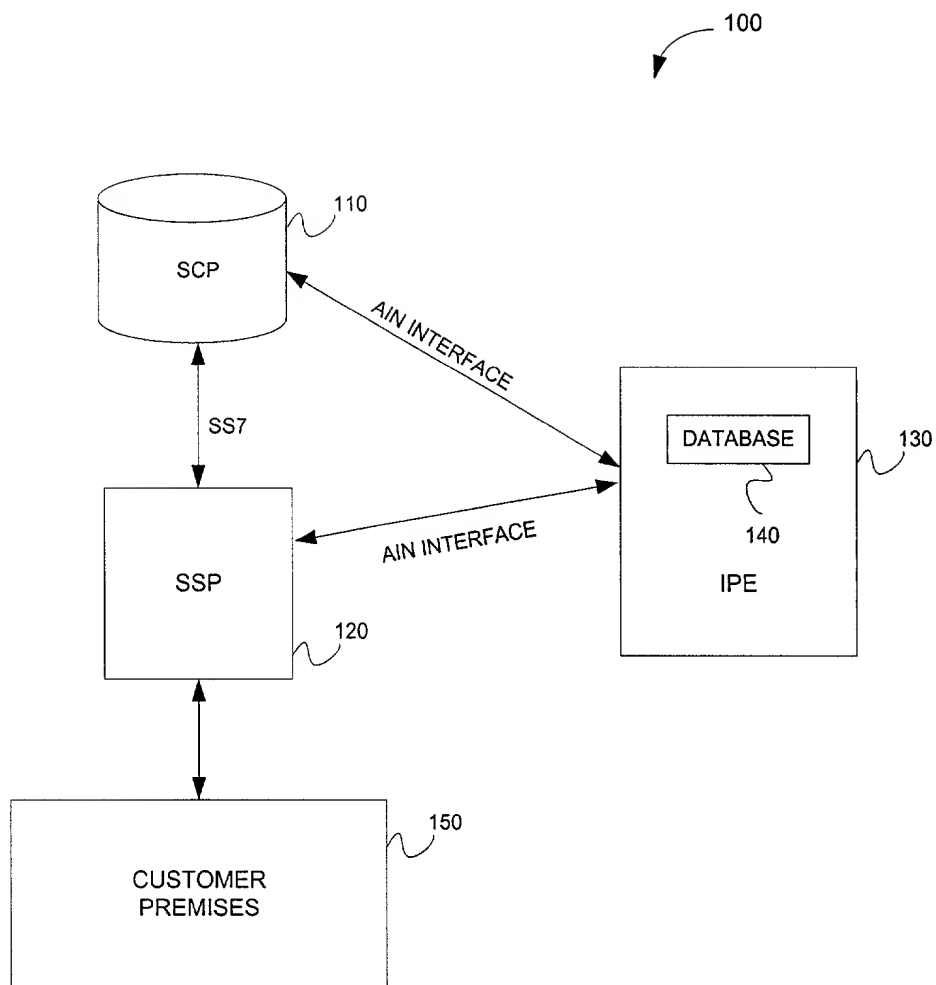 100
110
SCP
AIN INTERFACE
SS7
DATABASE
130
140
AIN INTERFACE
SSP
IPE
120
150
CUSTOMER
PREMISES